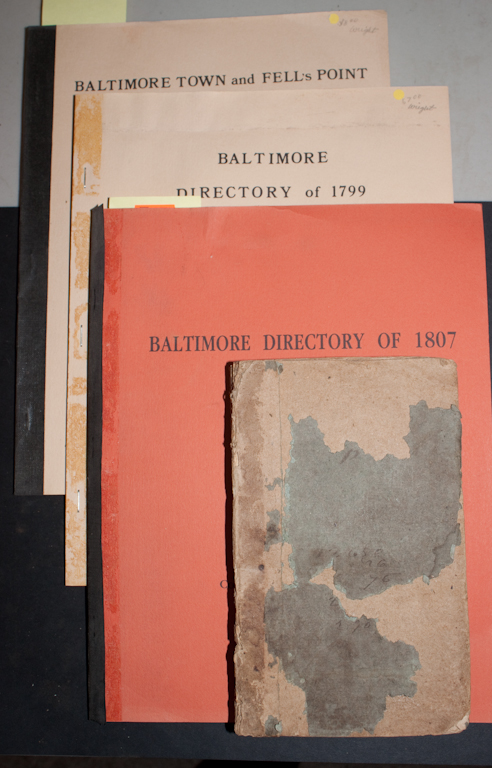 BALTIMORE TOWN and FELL's POINT
BALTIMORE
DIRECTORY of 1799
BALTIMORE DIRECTORY OF 1807